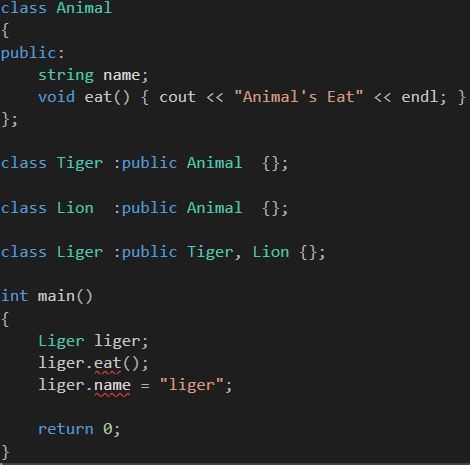 class Animal
{
public:
    string name;
    void eat() { cout << "Animal's Eat" << endl; }
};

class Tiger :public Animal  {};

class Lion  :public Animal  {};

class Liger :public Tiger, Lion {};

int main()
{
    Liger liger;
    liger.eat();
    liger.name = "liger";

    return 0;
}